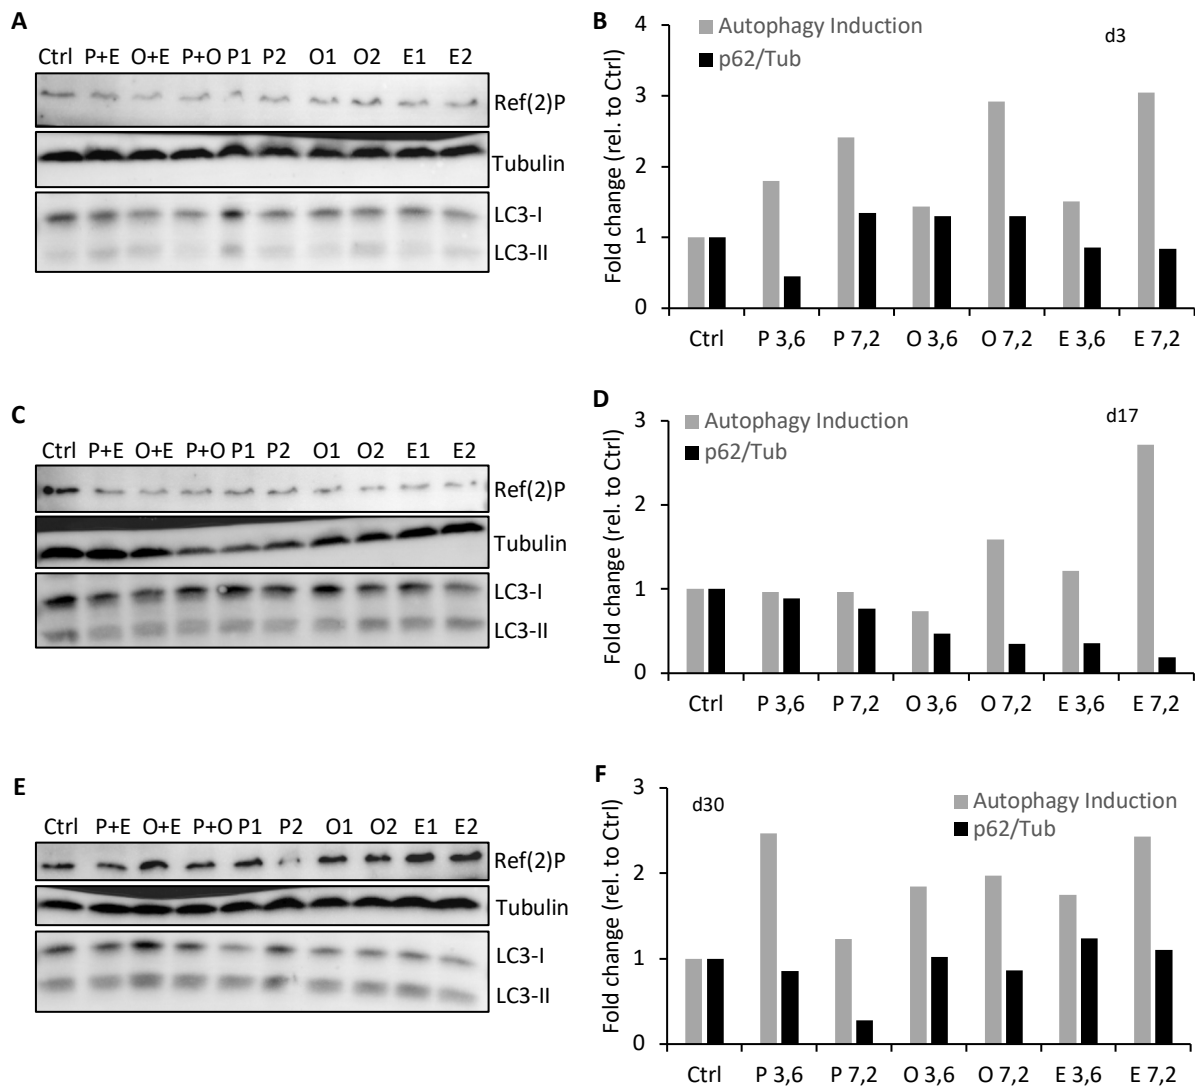 A
Ctrl P+E O+E P+O P1 P2 O1 O2 E1 E2
Ref(2)P
Tubulin
LC3-I
LC3-II
B
Autophagy Induction
p62/Tub
d3
Fold change (rel. to Ctrl)
4
3
2
1
0
Ctrl P 3,6 P 7,2 O 3,6 O 7,2 E 3,6 E 7,2
C
Ctrl P+E O+E P+O P1 P2 O1 O2 E1 E2
Ref(2)P
Tubulin
LC3-I
LC3-II
D
Autophagy Induction
p62/Tub
d17
Fold change (rel. to Ctrl)
3
2
1
0
Ctrl P 3,6 P 7,2 O 3,6 O 7,2 E 3,6 E 7,2
E
Ctrl P+E O+E P+O P1 P2 O1 O2 E1 E2
Ref(2)P
Tubulin
LC3-I
LC3-II
F
d30
Autophagy Induction
p62/Tub
Fold change (rel. to Ctrl)
3
2
1
0
Ctrl P 3,6 P 7,2 O 3,6 O 7,2 E 3,6 E 7,2